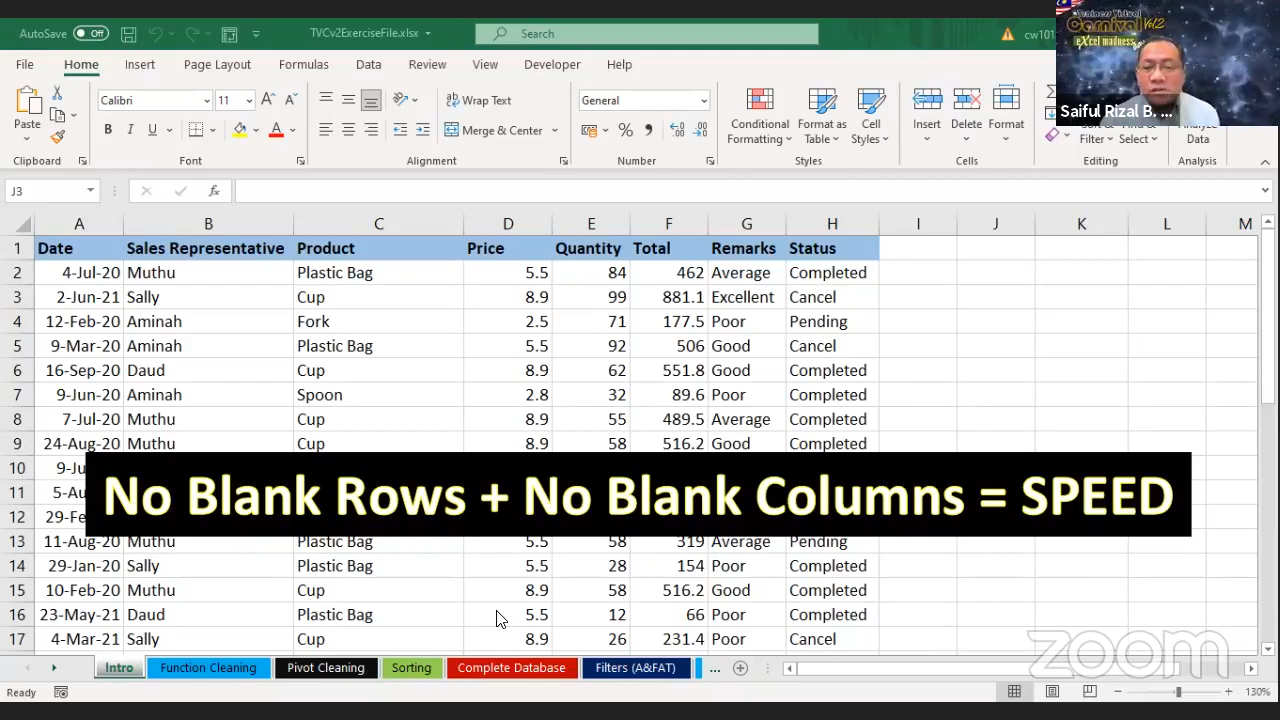 AutoSave Off TVCv2ExerciseFile.xlsx Search cw101
Trainers Virtual
Carnival Vol2
eXcel madness
Saiful Rizal B. ...
File Home Insert Page Layout Formulas Data Review View Developer Help
Calibri 11 Wrap Text General
Paste B I U Merge & Center % Conditional Formatting Format as Table Cell Styles Insert Delete Format Filter Select Data
Clipboard Font Alignment Number Styles Cells Editing Analysis
J3 fx
A B C D E F G H I J K L M
1 Date Sales Representative Product Price Quantity Total Remarks Status
2 4-Jul-20 Muthu Plastic Bag 5.5 84 462 Average Completed
3 2-Jun-21 Sally Cup 8.9 99 881.1 Excellent Cancel
4 12-Feb-20 Aminah Fork 2.5 71 177.5 Poor Pending
5 9-Mar-20 Aminah Plastic Bag 5.5 92 506 Good Cancel
6 16-Sep-20 Daud Cup 8.9 62 551.8 Good Completed
7 9-Jun-20 Aminah Spoon 2.8 32 89.6 Poor Completed
8 7-Jul-20 Muthu Cup 8.9 55 489.5 Average Completed
9 24-Aug-20 Muthu Cup 8.9 58 516.2 Good Completed
10
11
12
No Blank Rows + No Blank Columns = SPEED
13 11-Aug-20 Muthu Plastic Bag 5.5 58 319 Average Pending
14 29-Jan-20 Sally Plastic Bag 5.5 28 154 Poor Completed
15 10-Feb-20 Muthu Cup 8.9 58 516.2 Good Completed
16 23-May-21 Daud Plastic Bag 5.5 12 66 Poor Completed
17 4-Mar-21 Sally Cup 8.9 26 231.4 Poor Cancel
zoom
Intro Function Cleaning Pivot Cleaning Sorting Complete Database Filters (A&FAT) ...
Ready 130%